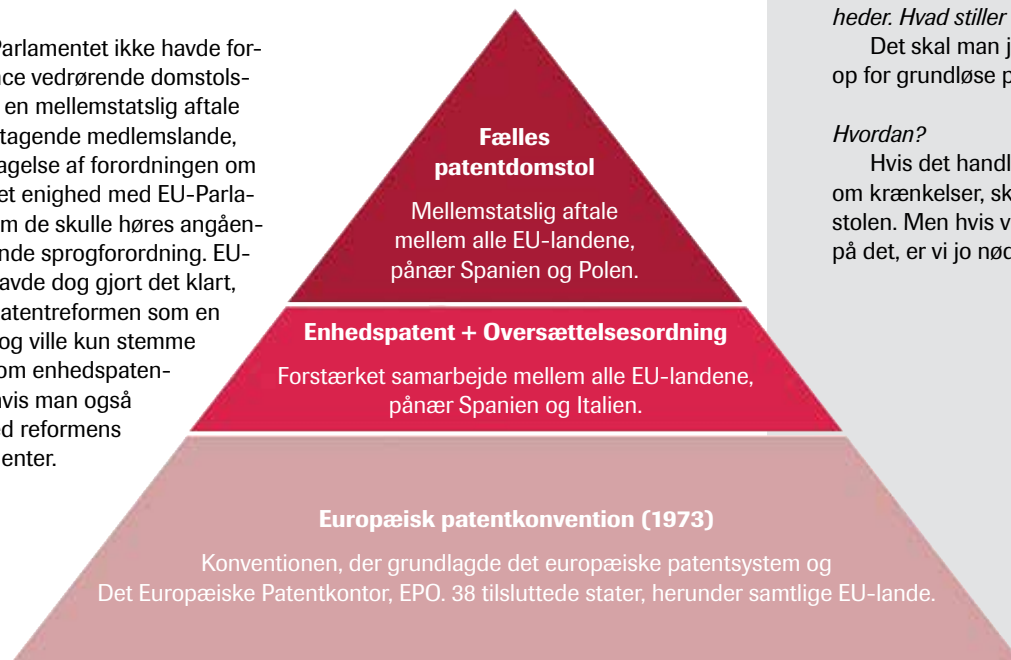 Parlamentet ikke havde for-
nce vedrørende domstols-
en mellemstatslig aftale
tagende medlemslande,
agelse af forordningen om
et enighed med EU-Parla-
m de skulle høres angåen-
nde sprogforordning. EU-
avde dog gjort det klart,
atentreformen som en
og ville kun stemme
om enhedspaten-
hvis man også
ed reformens
enter.
Fælles
patentdomstol
Mellemstatslig aftale
mellem alle EU-landene,
pånær Spanien og Polen.
Enhedspatent + Oversættelsesordning
Forstærket samarbejde mellem alle EU-landene,
pånær Spanien og Italien.
Europæisk patentkonvention (1973)
Konventionen, der grundlagde det europæiske patentsystem og
Det Europæiske Patentkontor, EPO. 38 tilsluttede stater, herunder samtlige EU-lande.
heder. Hvad stiller
Det skal man j
op for grundløse p
Hvordan?
Hvis det handl
om krænkelser, sk
stolen. Men hvis v
på det, er vi jo nød